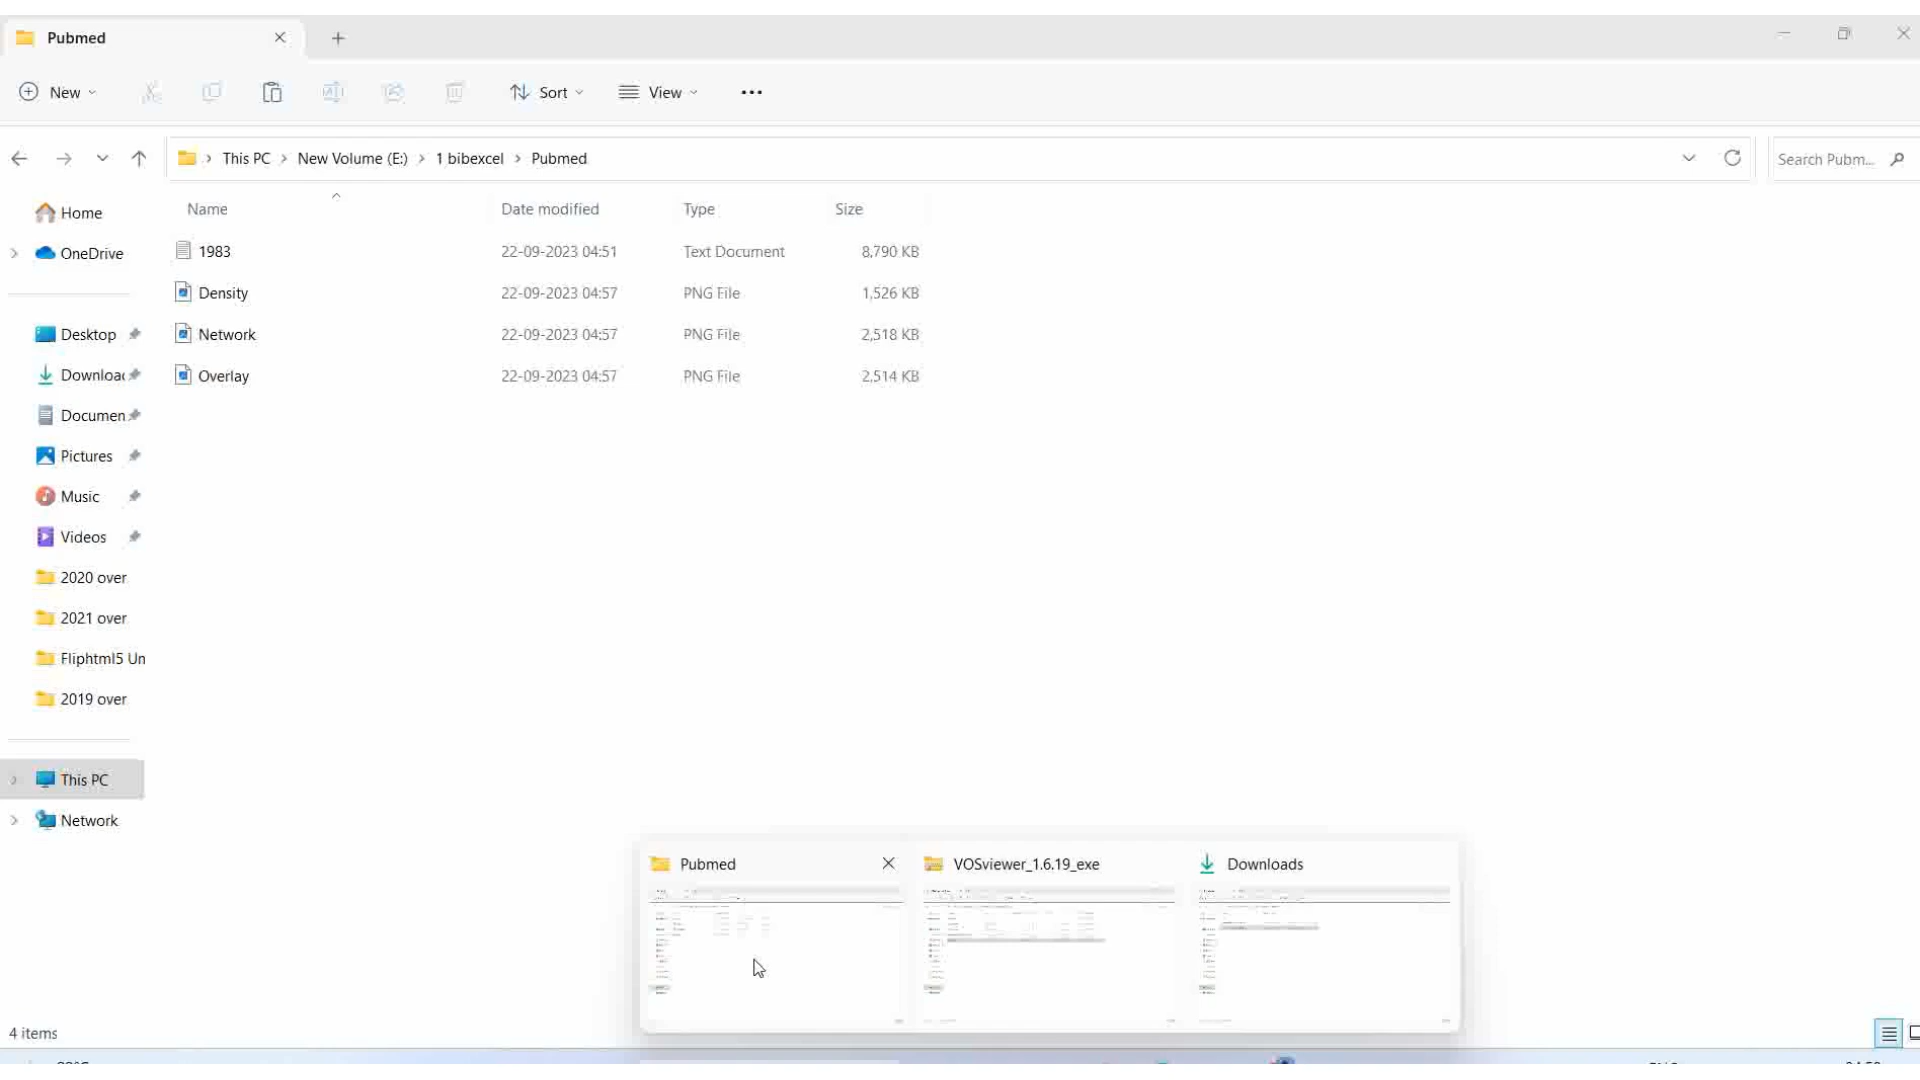 Pubmed
New
Sort
View
This PC
New Volume (E:)
1 bibexcel
Pubmed
Search Pubm...
Name
Date modified
Type
Size
1983
22-09-2023 04:51
Text Document
8,790 KB
Density
22-09-2023 04:57
PNG File
1,526 KB
Network
22-09-2023 04:57
PNG File
2,518 KB
Overlay
22-09-2023 04:57
PNG File
2,514 KB
Home
OneDrive
Desktop
Downloa
Documen
Pictures
Music
Videos
2020 over
2021 over
Fliphtml5 Un
2019 over
This PC
Network
Pubmed
VOSviewer_1.6.19_exe
Downloads
4 items